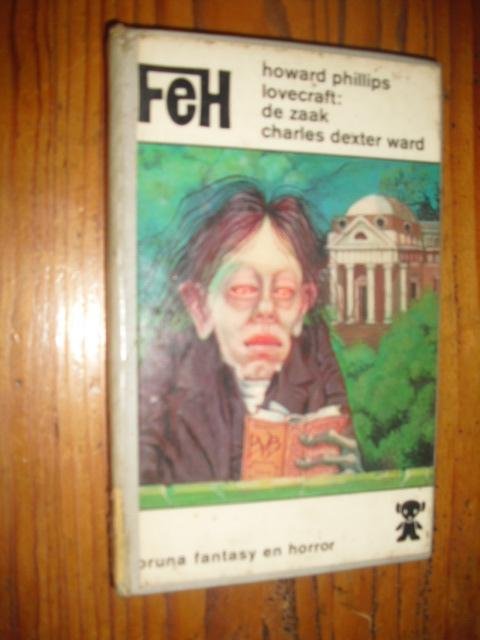 FeH
howard phillips
lovecraft:
de zaak
charles dexter ward
bruna fantasy en horror